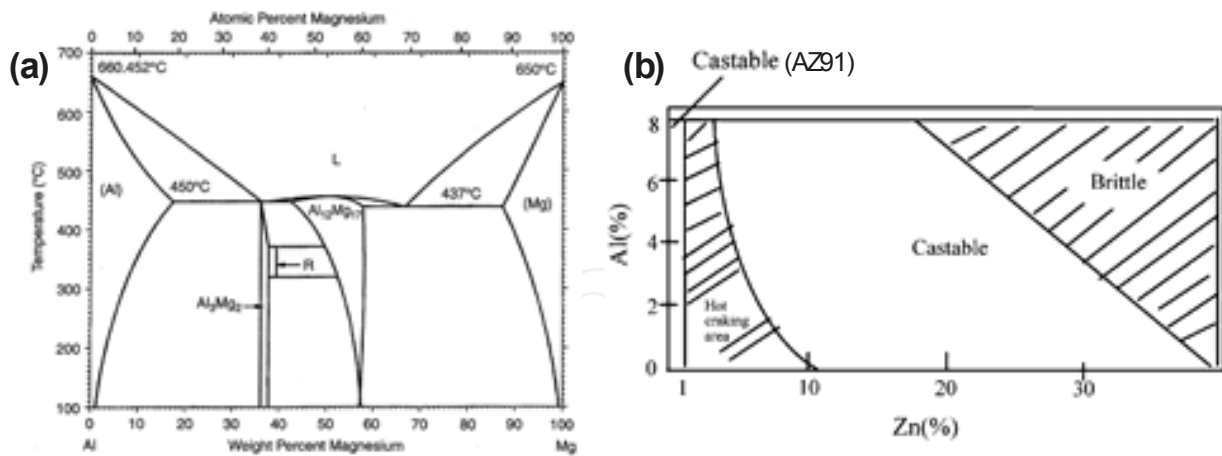 (a)
Atomic Percent Magnesium
0 10 20 30 40 50 60 70 80 90 100
700
600
500
400
300
200
100
Temperature (°C)
660.452°C
650°C
L
(Al)
450°C
437°C
(Mg)
Al₁₂Mg₁₇
R
Al₃Mg₂
0 10 20 30 40 50 60 70 80 90 100
Al Weight Percent Magnesium Mg
(b)
Castable (AZ91)
8
6
4
2
0
Al(%)
Brittle
Castable
Hot
craking
area
1 10 20 30
Zn(%)